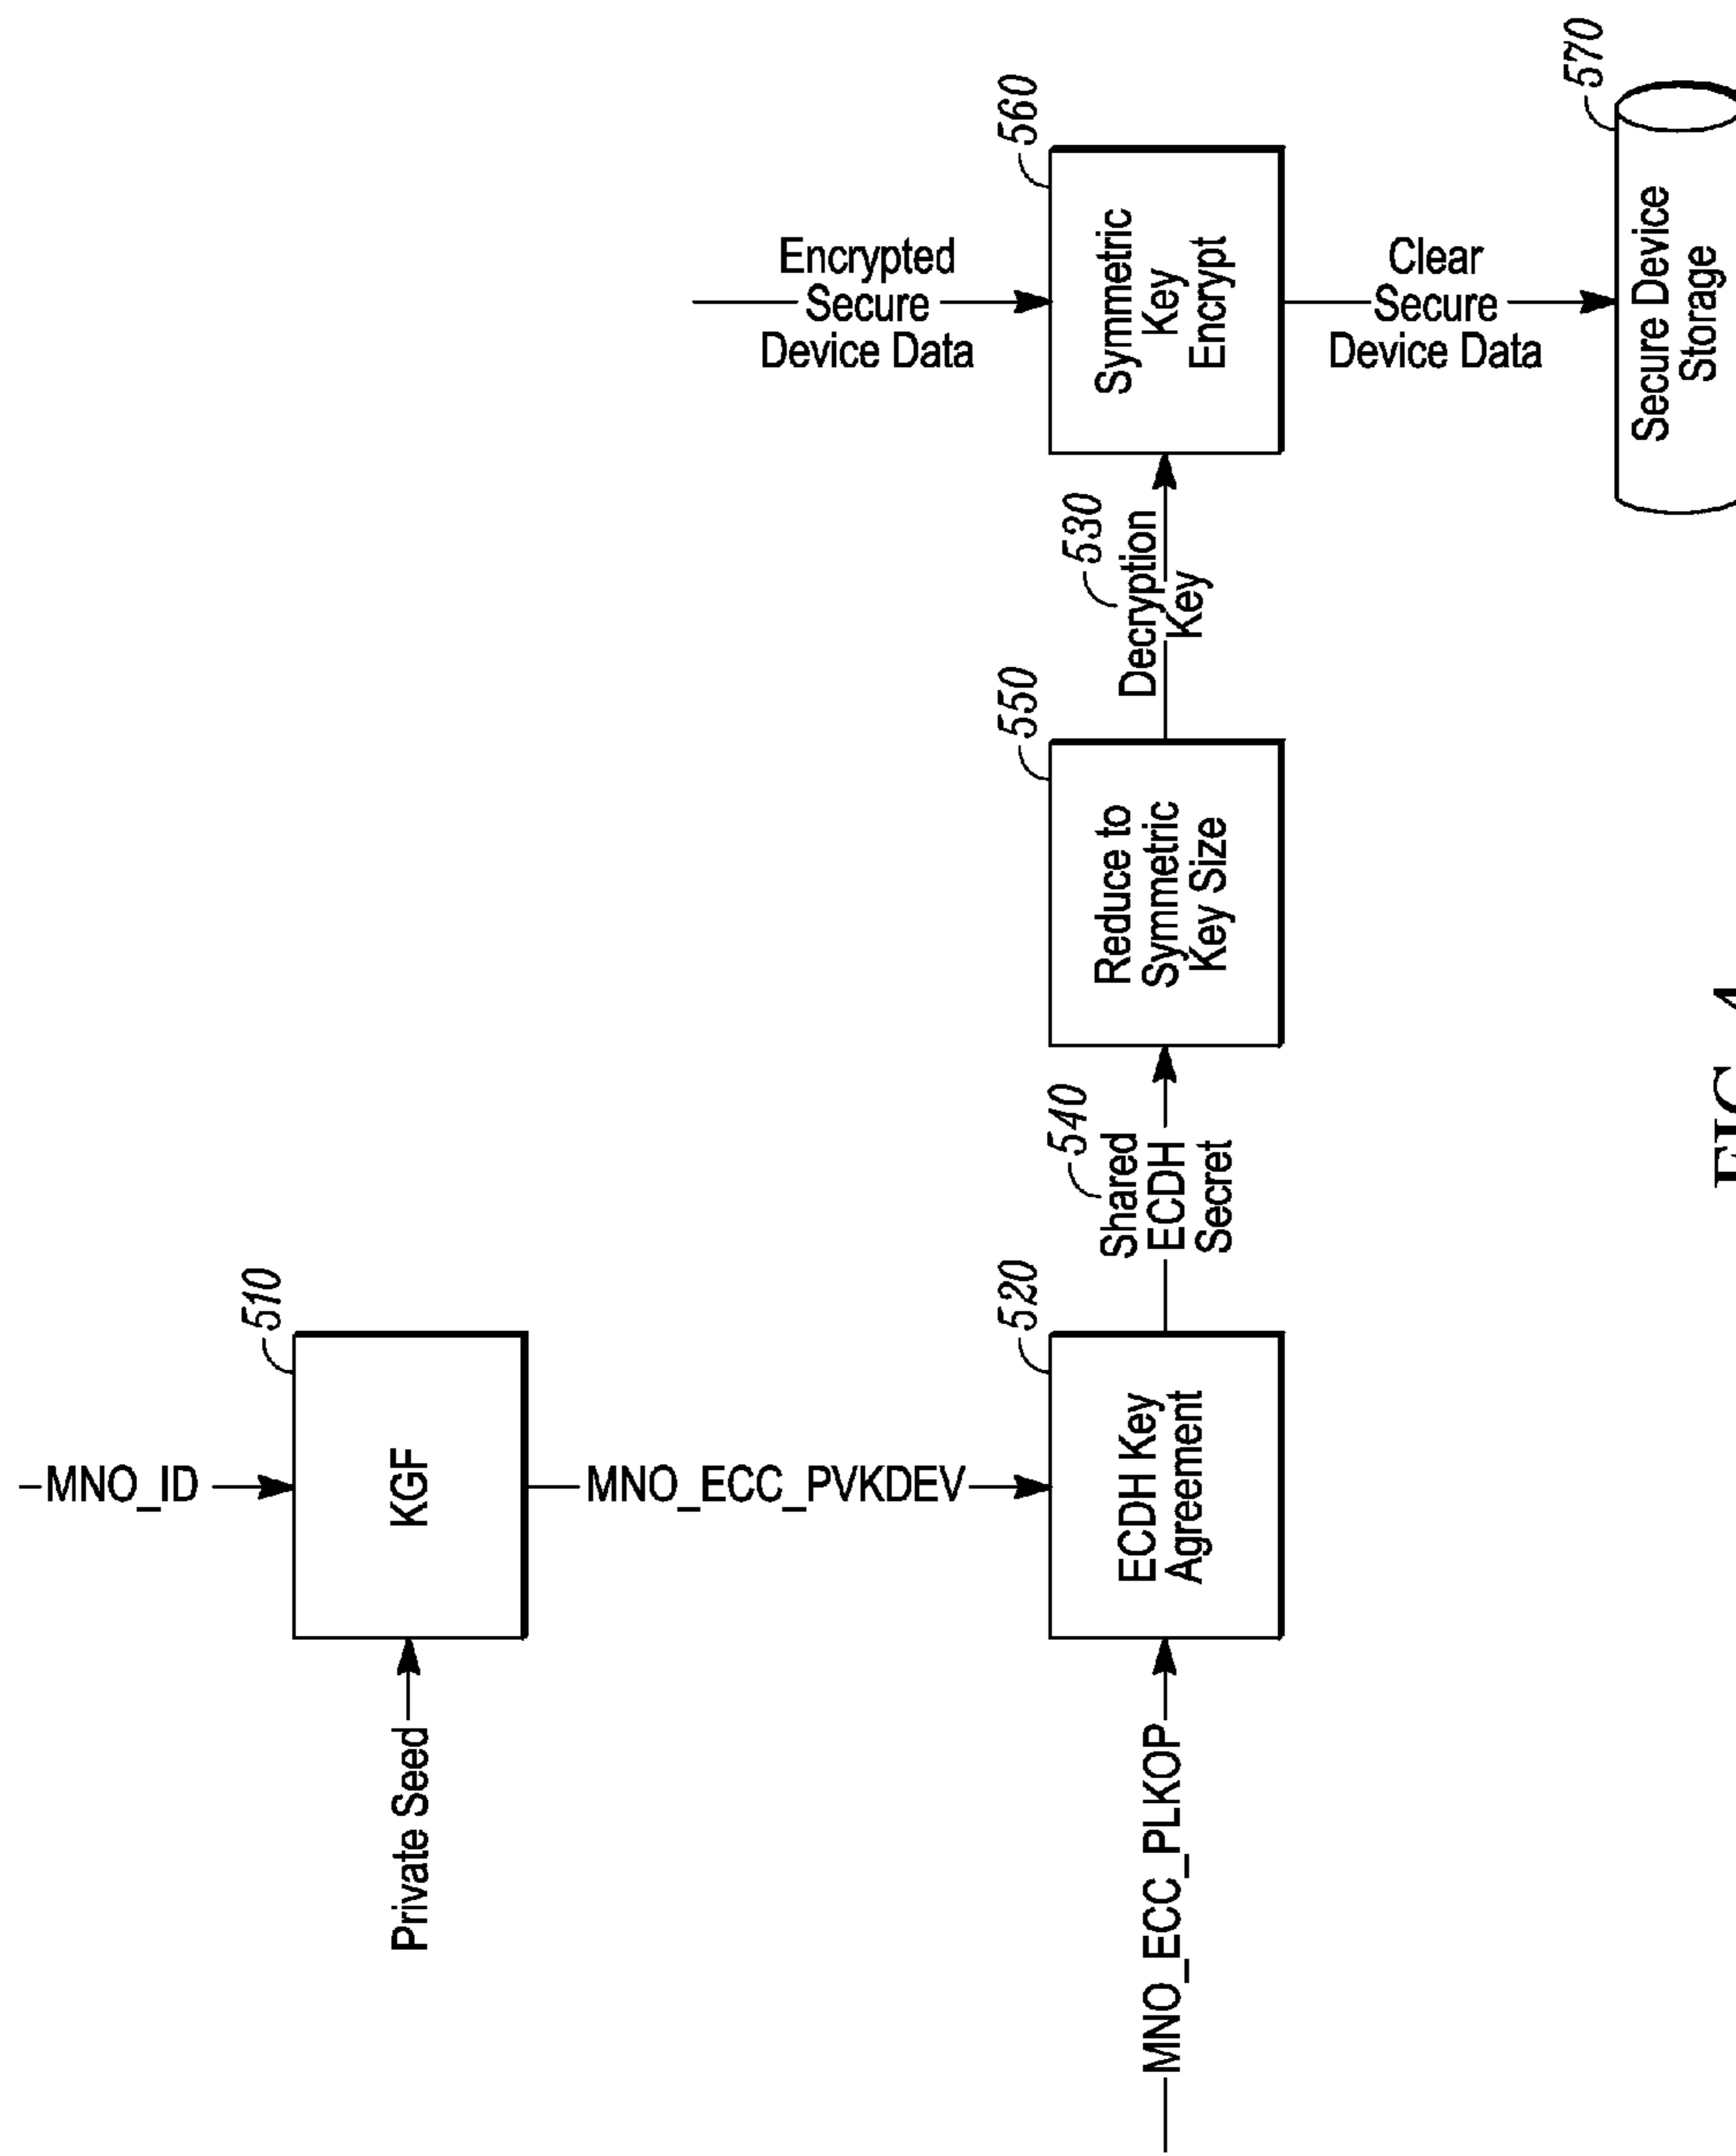 MNO_ID
510
KGF
Private Seed
MNO_ECC_PVKDEV
520
ECDH Key
Agreement
MNO_ECC_PLKOP
540
Shared
ECDH
Secret
550
Reduce to
Symmetric
Key Size
530
Decryption
Key
560
Symmetric
Key
Encrypt
Encrypted
Secure
Device Data
Clear
Secure
Device Data
570
Secure Device
Storage